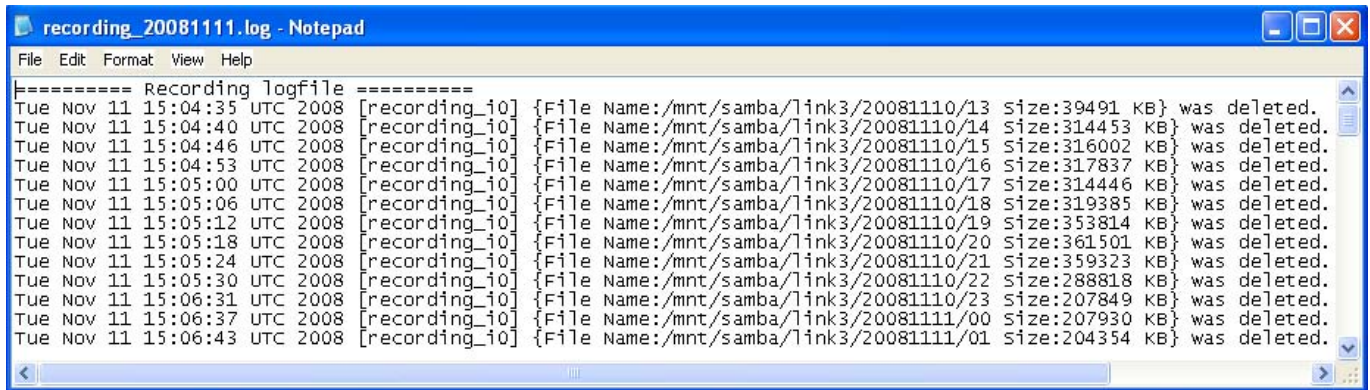 recording_20081111.log - Notepad
File Edit Format View Help
========== Recording logfile ==========
Tue Nov 11 15:04:35 UTC 2008 [recording_i0] {File Name:/mnt/samba/link3/20081110/13 Size:39491 KB} was deleted.
Tue Nov 11 15:04:40 UTC 2008 [recording_i0] {File Name:/mnt/samba/link3/20081110/14 Size:314453 KB} was deleted.
Tue Nov 11 15:04:46 UTC 2008 [recording_i0] {File Name:/mnt/samba/link3/20081110/15 Size:316002 KB} was deleted.
Tue Nov 11 15:04:53 UTC 2008 [recording_i0] {File Name:/mnt/samba/link3/20081110/16 Size:317837 KB} was deleted.
Tue Nov 11 15:05:00 UTC 2008 [recording_i0] {File Name:/mnt/samba/link3/20081110/17 Size:314446 KB} was deleted.
Tue Nov 11 15:05:06 UTC 2008 [recording_i0] {File Name:/mnt/samba/link3/20081110/18 Size:319385 KB} was deleted.
Tue Nov 11 15:05:12 UTC 2008 [recording_i0] {File Name:/mnt/samba/link3/20081110/19 Size:353814 KB} was deleted.
Tue Nov 11 15:05:18 UTC 2008 [recording_i0] {File Name:/mnt/samba/link3/20081110/20 Size:361501 KB} was deleted.
Tue Nov 11 15:05:24 UTC 2008 [recording_i0] {File Name:/mnt/samba/link3/20081110/21 Size:359323 KB} was deleted.
Tue Nov 11 15:05:30 UTC 2008 [recording_i0] {File Name:/mnt/samba/link3/20081110/22 Size:288818 KB} was deleted.
Tue Nov 11 15:06:31 UTC 2008 [recording_i0] {File Name:/mnt/samba/link3/20081110/23 Size:207849 KB} was deleted.
Tue Nov 11 15:06:37 UTC 2008 [recording_i0] {File Name:/mnt/samba/link3/20081111/00 Size:207930 KB} was deleted.
Tue Nov 11 15:06:43 UTC 2008 [recording_i0] {File Name:/mnt/samba/link3/20081111/01 Size:204354 KB} was deleted.